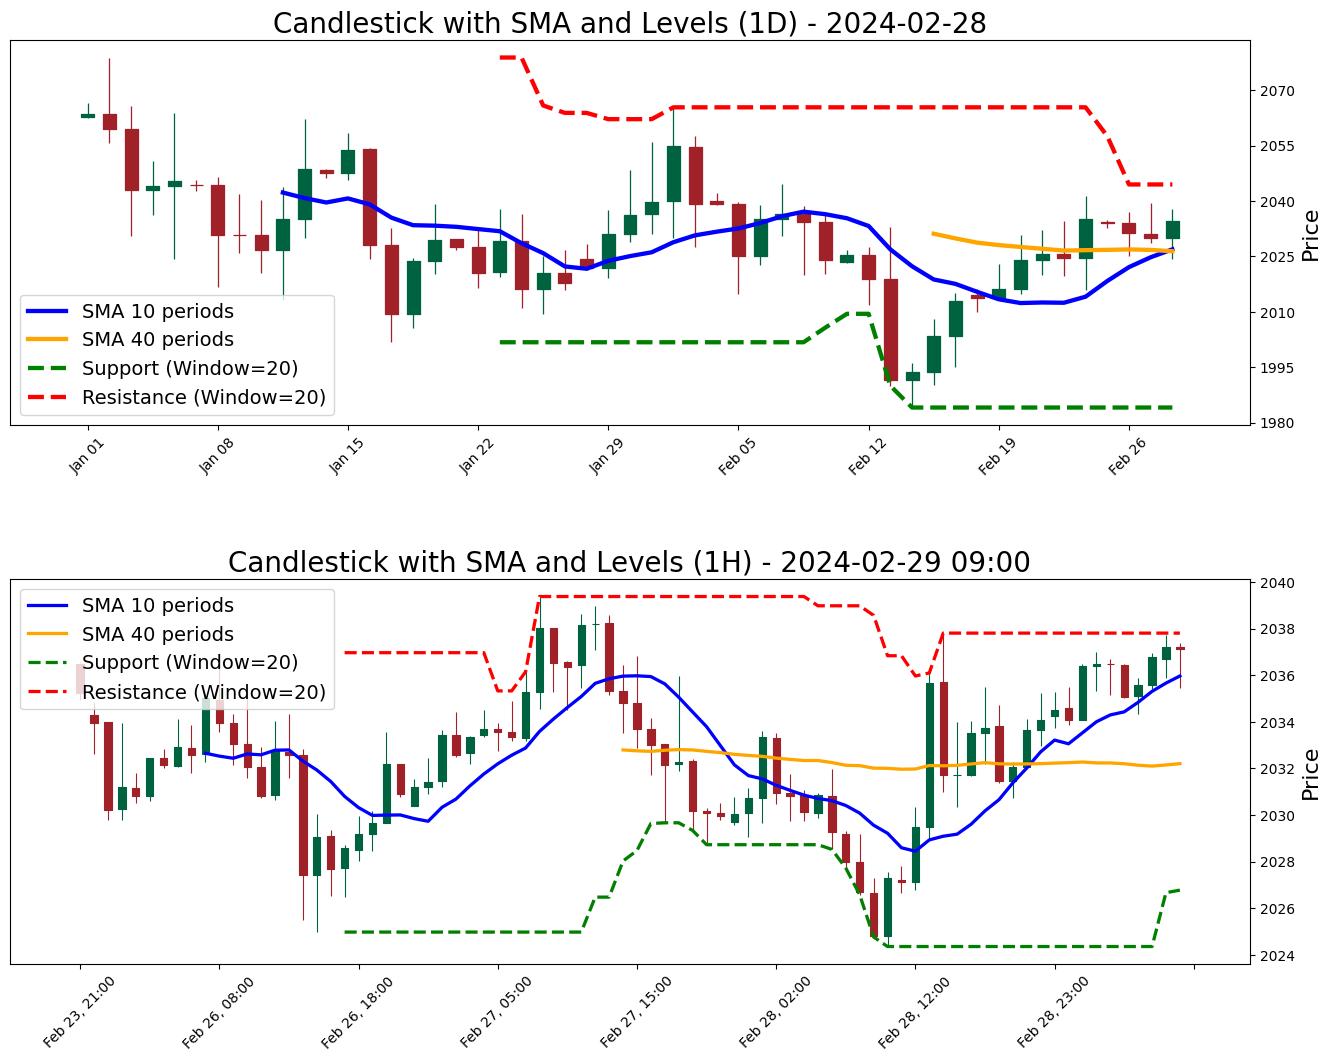 Candlestick with SMA and Levels (1D) - 2024-02-28
2070
2055
2040
2025
2010
1995
1980
Price
SMA 10 periods
SMA 40 periods
Support (Window=20)
Resistance (Window=20)
Jan 01
Jan 08
Jan 15
Jan 22
Jan 29
Feb 05
Feb 12
Feb 19
Feb 26
Candlestick with SMA and Levels (1H) - 2024-02-29 09:00
SMA 10 periods
SMA 40 periods
Support (Window=20)
Resistance (Window=20)
2040
2038
2036
2034
2032
2030
2028
2026
2024
Price
Feb 23, 21:00
Feb 26, 08:00
Feb 26, 18:00
Feb 27, 05:00
Feb 27, 15:00
Feb 28, 02:00
Feb 28, 12:00
Feb 28, 23:00